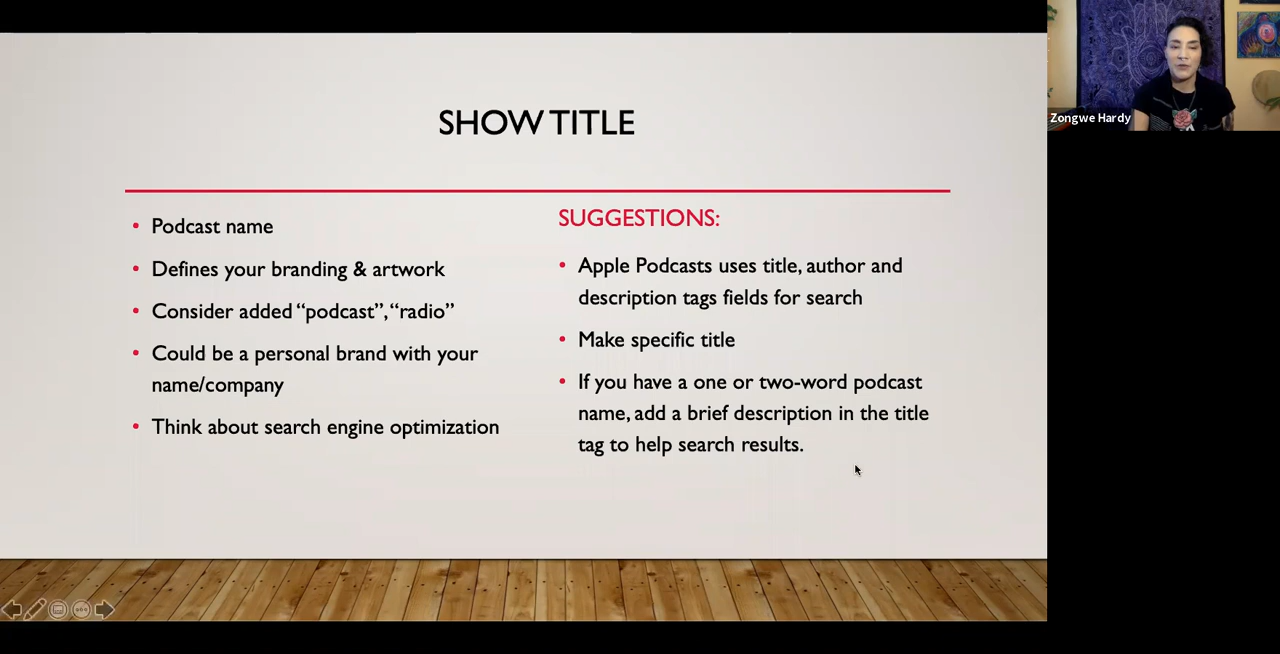 SHOW TITLE
• Podcast name
• Defines your branding & artwork
• Consider added “podcast”, “radio”
• Could be a personal brand with your
name/company
• Think about search engine optimization
SUGGESTIONS:
• Apple Podcasts uses title, author and
description tags fields for search
• Make specific title
• If you have a one or two-word podcast
name, add a brief description in the title
tag to help search results.
Zongwe Hardy